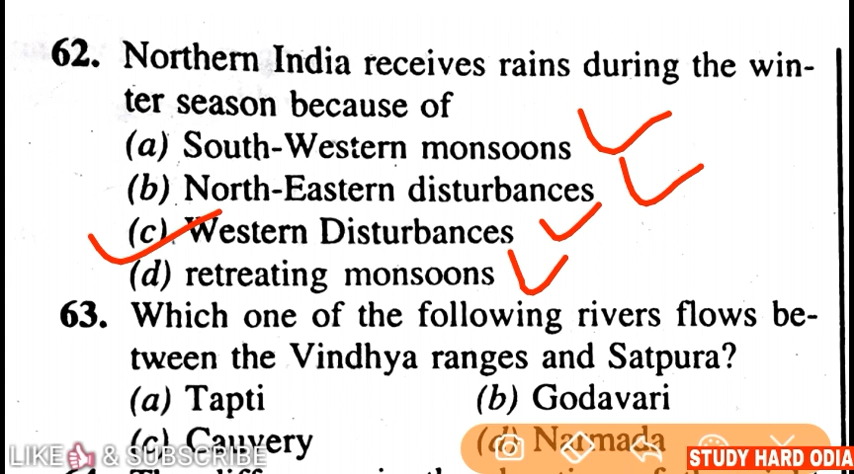 62. Northern India receives rains during the win-
ter season because of
(a) South-Western monsoons
(b) North-Eastern disturbances
(c) Western Disturbances
(d) retreating monsoons
63. Which one of the following rivers flows be-
tween the Vindhya ranges and Satpura?
(a) Tapti (b) Godavari
(c) Cauvery (d) Narmada
LIKE & SUBSCRIBE
STUDY HARD ODIA